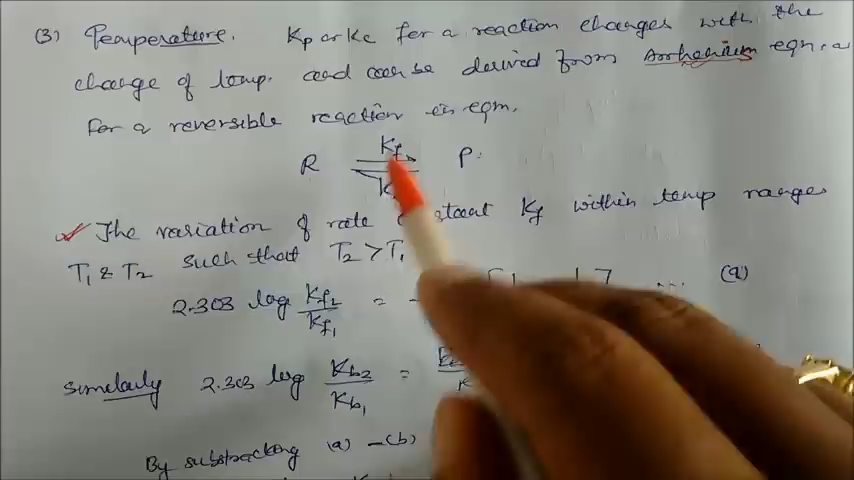 (3) Temperature. Kp or Kc for a reaction changes with the
change of temp. and can be derived from Arrhenium eqn. a
for a reversible reaction in eqm.
Kf
R ⇌ P.
K
✓ The variation of rate constant Kf within temp ranges
T1 & T2 such that T2 > T1
2.303 log Kf2/Kf1 = ... (a)
Similarly 2.303 log Kb2/Kb1 =
By substracking (a) – (b)